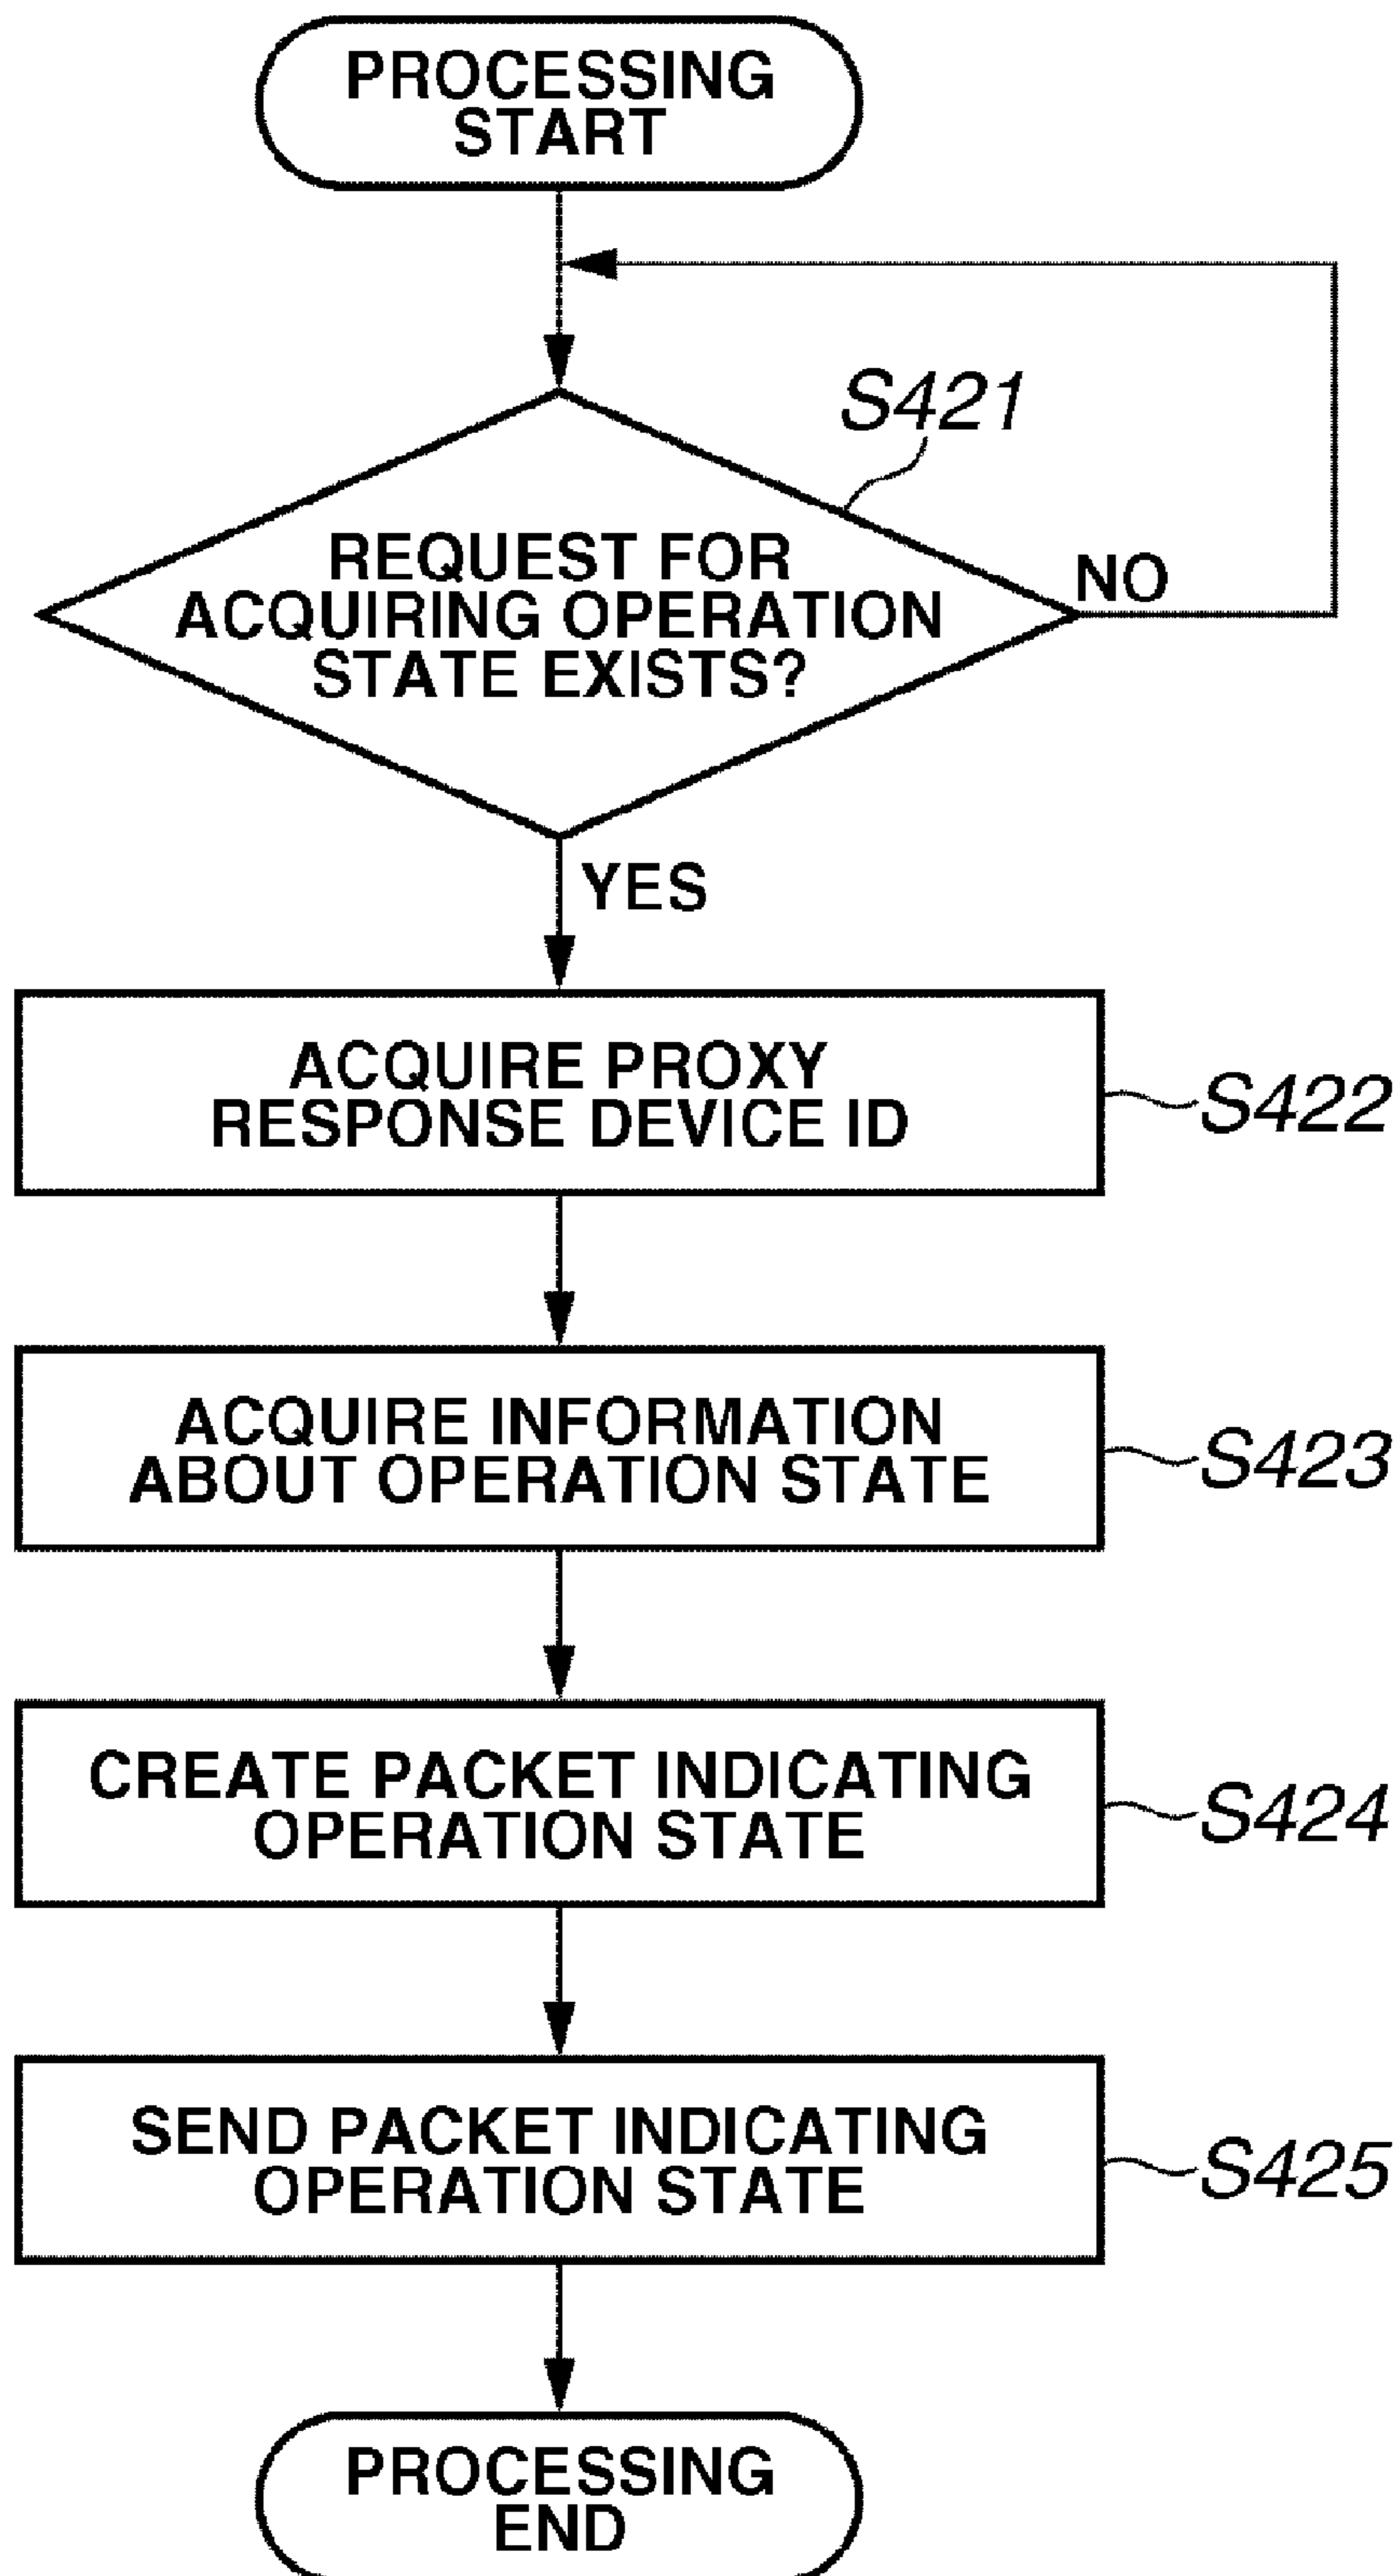 PROCESSING
START
S421
REQUEST FOR
ACQUIRING OPERATION
STATE EXISTS?
NO
YES
ACQUIRE PROXY
RESPONSE DEVICE ID
S422
ACQUIRE INFORMATION
ABOUT OPERATION STATE
S423
CREATE PACKET INDICATING
OPERATION STATE
S424
SEND PACKET INDICATING
OPERATION STATE
S425
PROCESSING
END